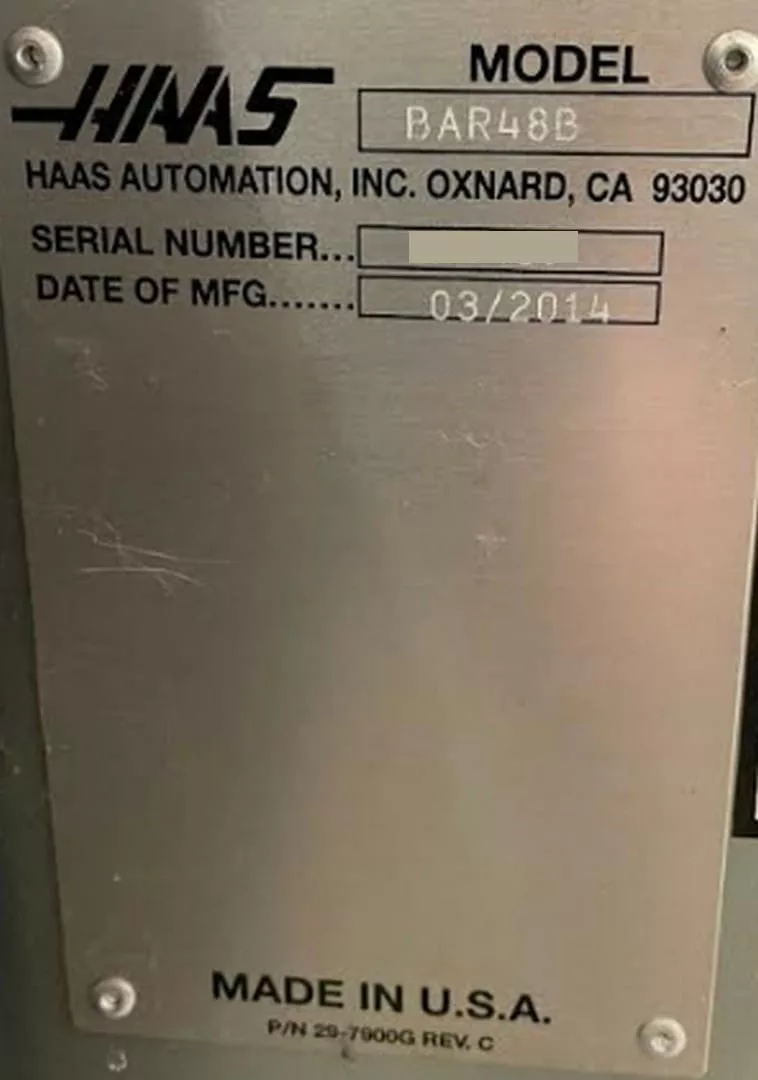 HAAS
MODEL
BAR48B
HAAS AUTOMATION, INC. OXNARD, CA 93030
SERIAL NUMBER...
DATE OF MFG....... 03/2014
MADE IN U.S.A.
P/N 29-7900G REV. C